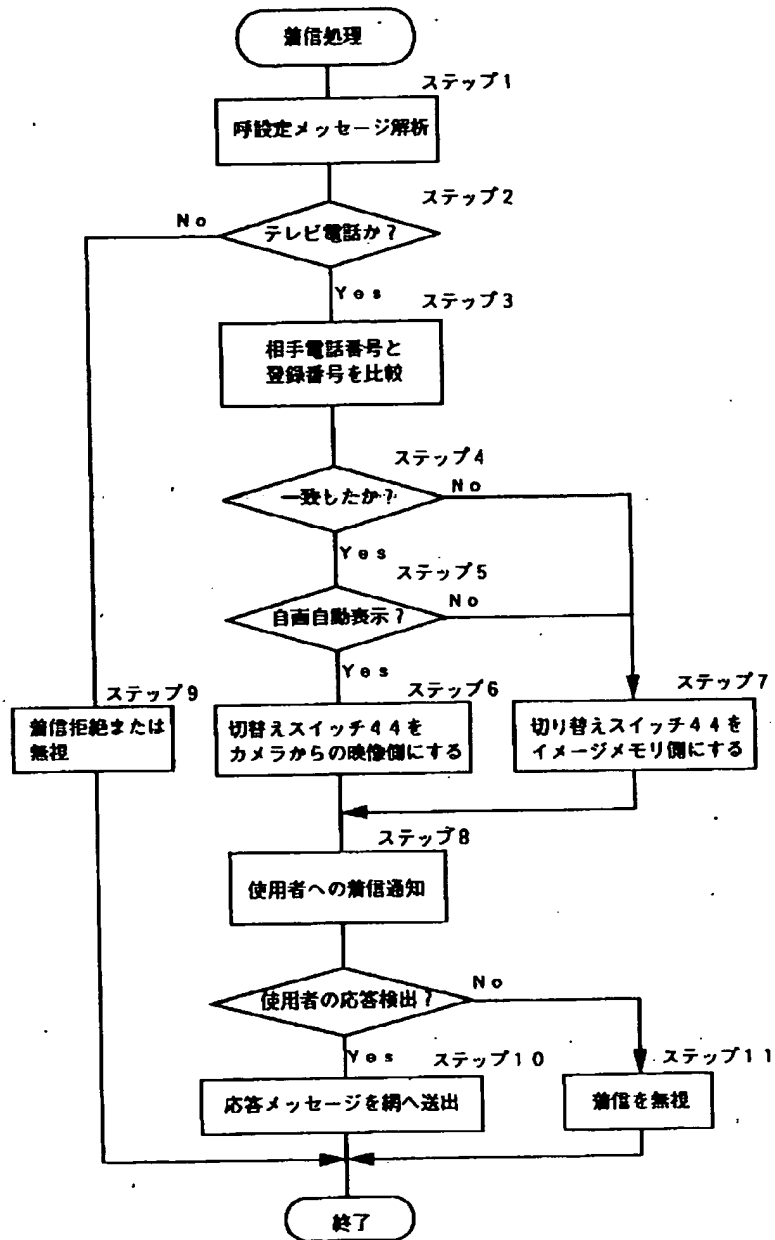 着信処理
ステップ1
呼設定メッセージ解析
ステップ2
No
テレビ電話か?
Yes
ステップ3
相手電話番号と
登録番号を比較
ステップ4
一致したか?
No
Yes
ステップ5
自画自動表示?
No
Yes
ステップ9
ステップ6
ステップ7
着信拒絶または
無視
切替えスイッチ44を
カメラからの映像側にする
切り替えスイッチ44を
イメージメモリ側にする
ステップ8
使用者への着信通知
使用者の応答検出?
No
Yes
ステップ10
ステップ11
応答メッセージを網へ送出
着信を無視
終了